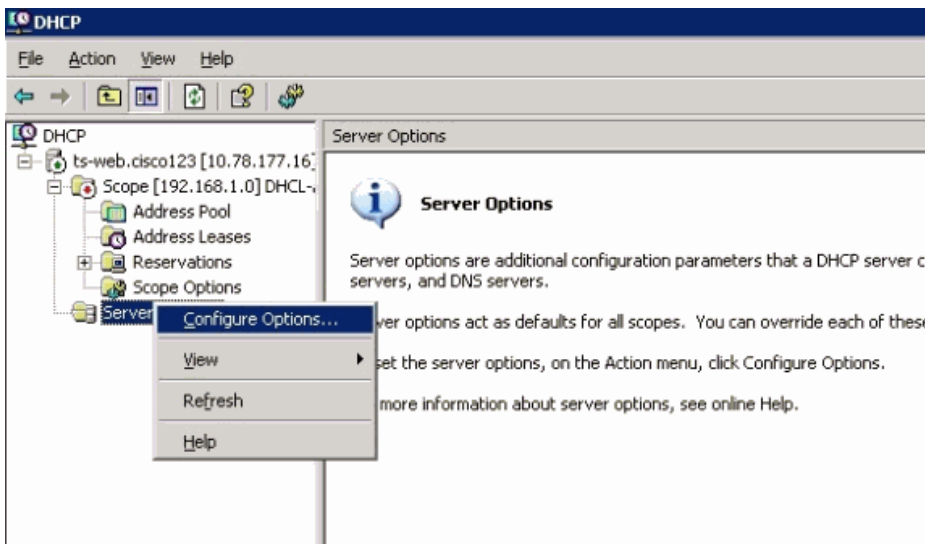 DHCP
File Action View Help
DHCP
ts-web.cisco123 [10.78.177.16]
Scope [192.168.1.0] DHCL-
Address Pool
Address Leases
Reservations
Scope Options
Server
Configure Options...
View
Refresh
Help
Server Options
Server Options
Server options are additional configuration parameters that a DHCP server c
servers, and DNS servers.
ver options act as defaults for all scopes. You can override each of these
set the server options, on the Action menu, click Configure Options.
more information about server options, see online Help.